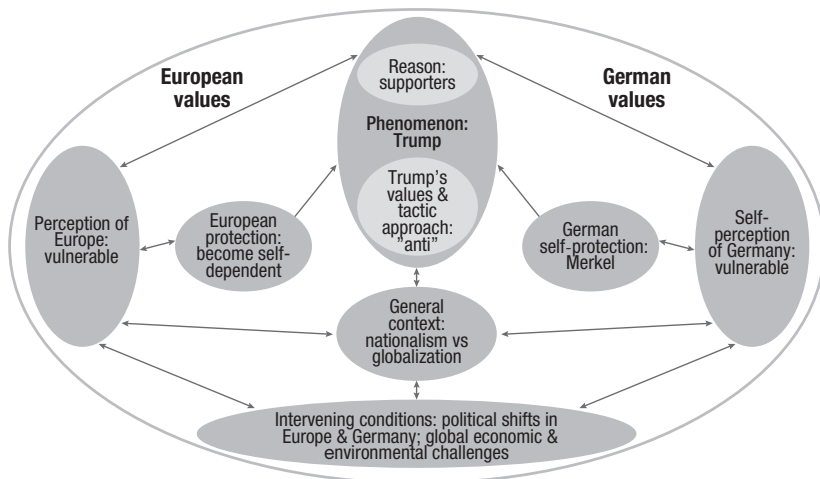 European
values
Reason:
supporters
German
values
Phenomenon:
Trump
Trump's
values &
tactic
approach:
"anti"
Perception of
Europe:
vulnerable
European
protection:
become self-
dependent
German
self-protection:
Merkel
Self-
perception
of Germany:
vulnerable
General
context:
nationalism vs
globalization
Intervening conditions: political shifts in
Europe & Germany; global economic &
environmental challenges